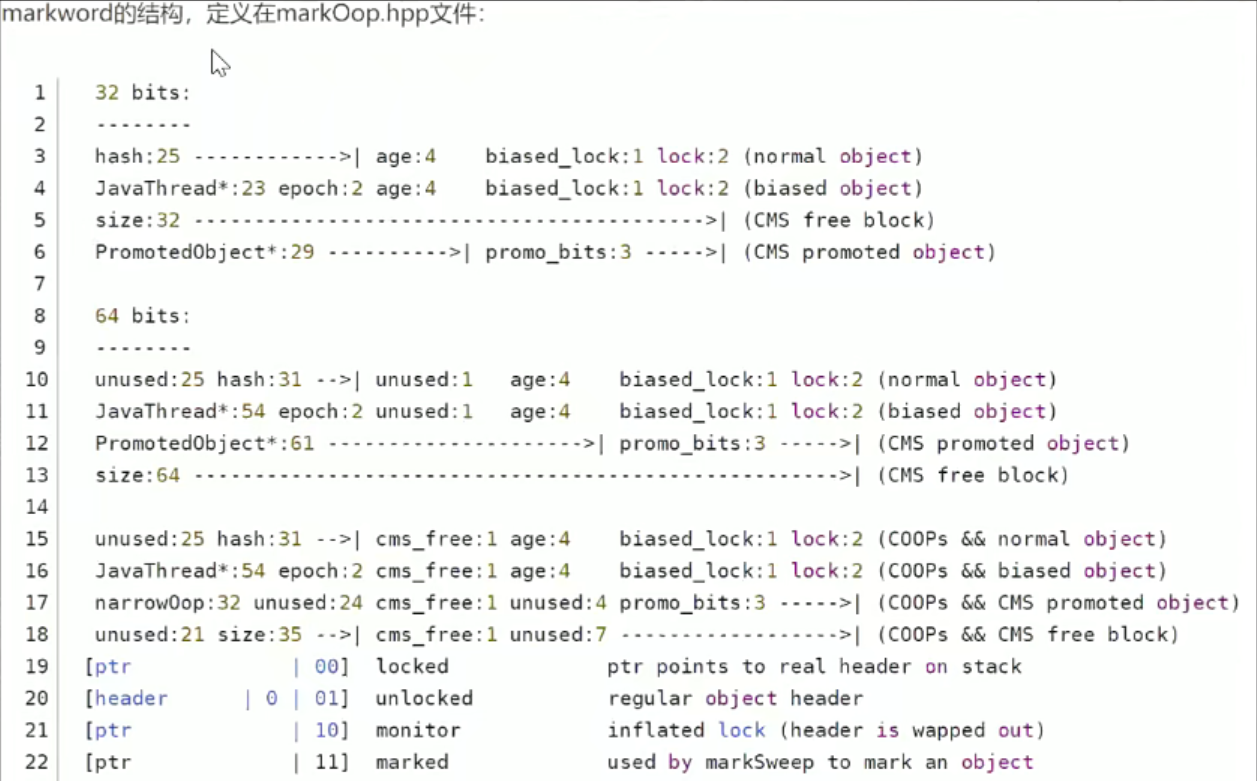 markword的结构，定义在markOop.hpp文件：
1 32 bits:
2 --------
3 hash:25 ------------>| age:4    biased_lock:1 lock:2 (normal object)
4 JavaThread*:23 epoch:2 age:4    biased_lock:1 lock:2 (biased object)
5 size:32 ------------------------------------------>| (CMS free block)
6 PromotedObject*:29 ---------->| promo_bits:3 ----->| (CMS promoted object)
7
8 64 bits:
9 --------
10 unused:25 hash:31 -->| unused:1   age:4    biased_lock:1 lock:2 (normal object)
11 JavaThread*:54 epoch:2 unused:1   age:4    biased_lock:1 lock:2 (biased object)
12 PromotedObject*:61 --------------------->| promo_bits:3 ----->| (CMS promoted object)
13 size:64 ----------------------------------------------------->| (CMS free block)
14
15 unused:25 hash:31 -->| cms_free:1 age:4    biased_lock:1 lock:2 (COOPs && normal object)
16 JavaThread*:54 epoch:2 cms_free:1 age:4    biased_lock:1 lock:2 (COOPs && biased object)
17 narrowOop:32 unused:24 cms_free:1 unused:4 promo_bits:3 ----->| (COOPs && CMS promoted object)
18 unused:21 size:35 -->| cms_free:1 unused:7 ------------------>| (COOPs && CMS free block)
19 [ptr             | 00]  locked             ptr points to real header on stack
20 [header      | 0 | 01]  unlocked           regular object header
21 [ptr             | 10]  monitor            inflated lock (header is wapped out)
22 [ptr             | 11]  marked             used by markSweep to mark an object